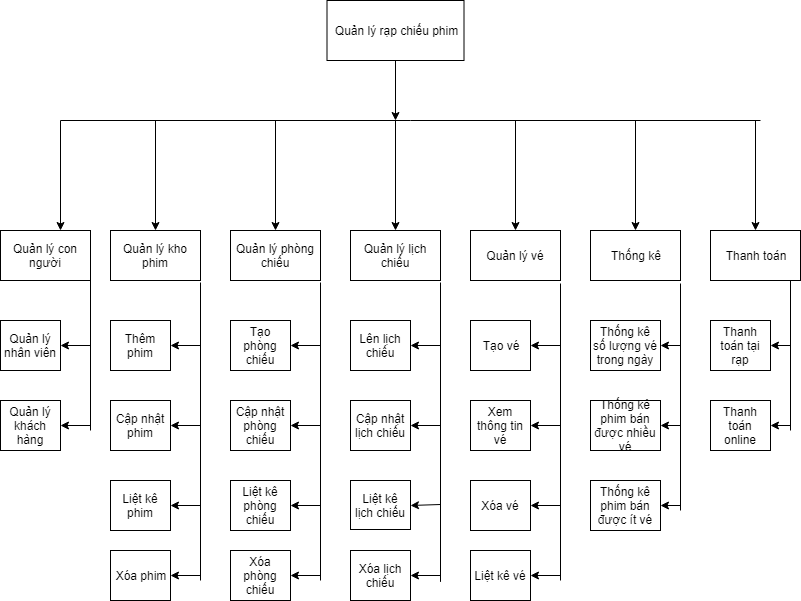 Quản lý rạp chiếu phim
Quản lý con
người
Quản lý kho
phim
Quản lý phòng
chiếu
Quản lý lịch
chiếu
Quản lý vé
Thống kê
Thanh toán
Quản lý
nhân viên
Thêm
phim
Tạo
phòng
chiếu
Lên lịch
chiếu
Tạo vé
Thống kê
số lượng vé
trong ngày
Thanh
toán tại
rạp
Quản lý
khách
hàng
Cập nhật
phim
Cập nhật
phòng
chiếu
Cập nhật
lịch chiếu
Xem
thông tin
vé
Thống kê
phim bán
được nhiều
vé
Thanh
toán
online
Liệt kê
phim
Liệt kê
phòng
chiếu
Liệt kê
lịch chiếu
Xóa vé
Thống kê
phim bán
được ít vé
Xóa phim
Xóa
phòng
chiếu
Xóa lịch
chiếu
Liệt kê vé